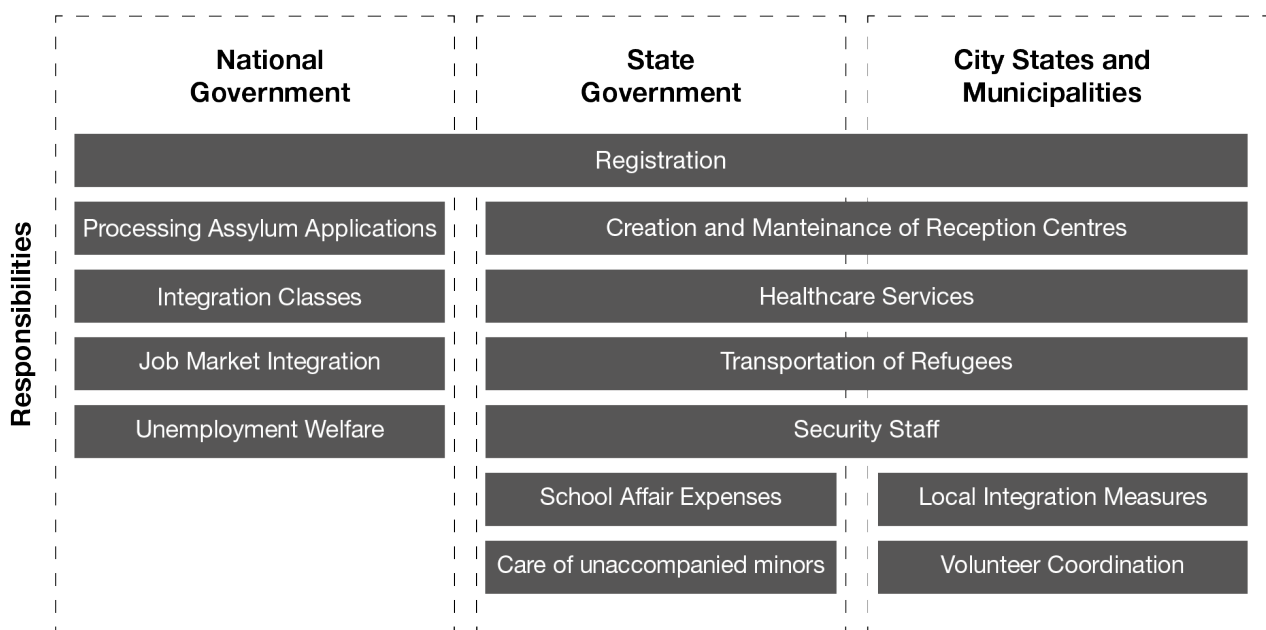 National
Government
State
Government
City States and
Municipalities
Responsibilities
Registration
Processing Assylum Applications
Creation and Manteinance of Reception Centres
Integration Classes
Healthcare Services
Job Market Integration
Transportation of Refugees
Unemployment Welfare
Security Staff
School Affair Expenses
Local Integration Measures
Care of unaccompanied minors
Volunteer Coordination